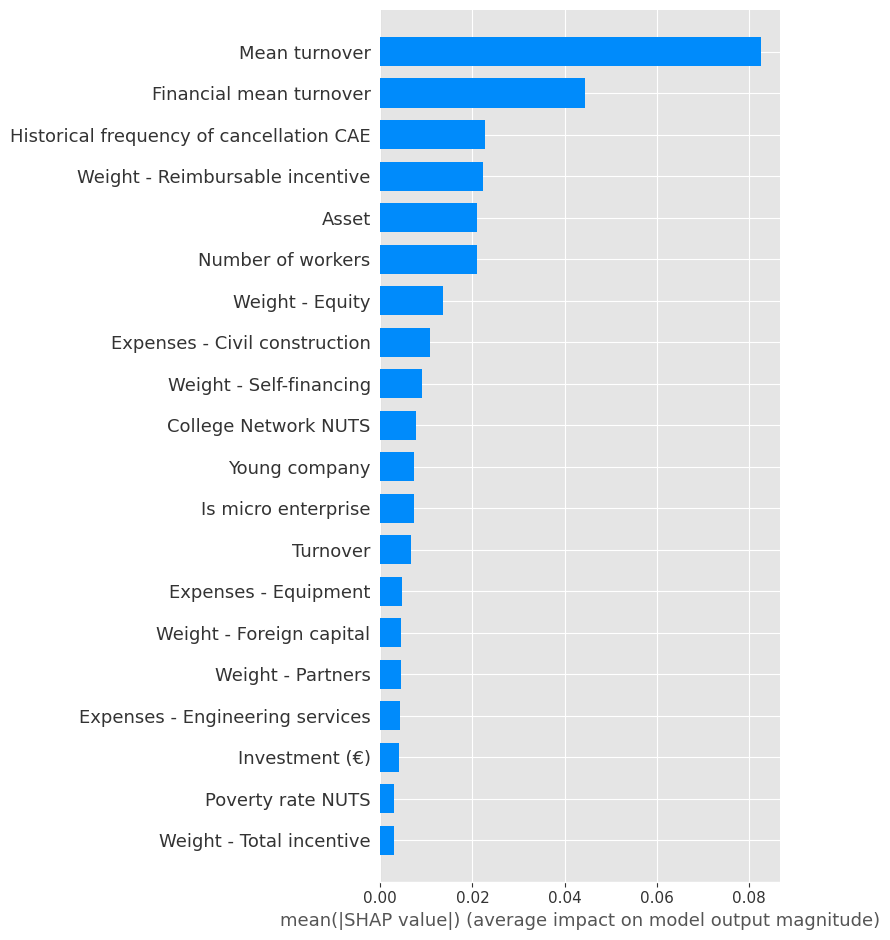 Mean turnover
Financial mean turnover
Historical frequency of cancellation CAE
Weight - Reimbursable incentive
Asset
Number of workers
Weight - Equity
Expenses - Civil construction
Weight - Self-financing
College Network NUTS
Young company
Is micro enterprise
Turnover
Expenses - Equipment
Weight - Foreign capital
Weight - Partners
Expenses - Engineering services
Investment (€)
Poverty rate NUTS
Weight - Total incentive
0.00 0.02 0.04 0.06 0.08
mean(|SHAP value|) (average impact on model output magnitude)